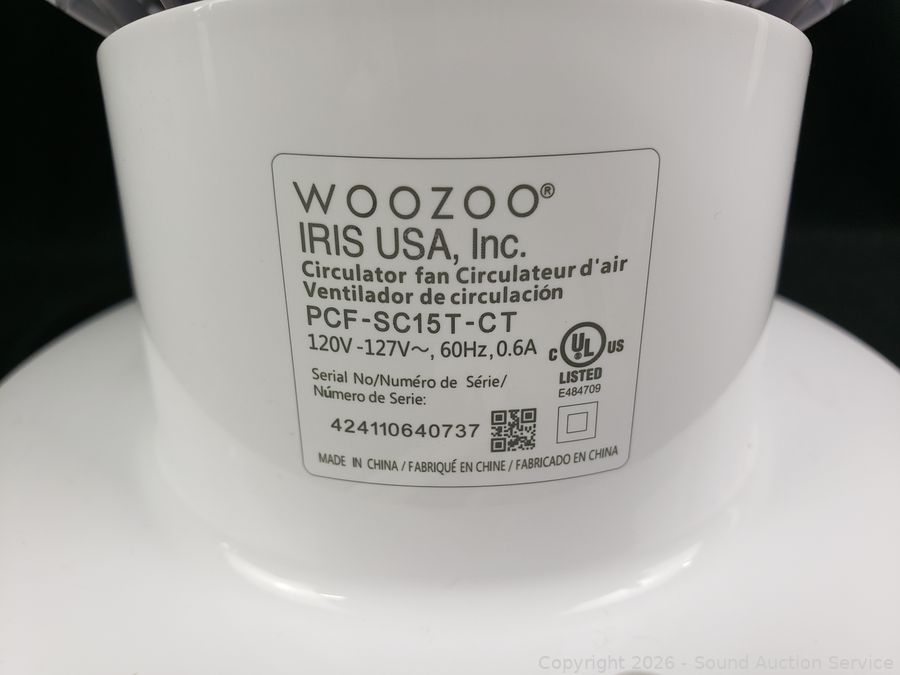 WOOZOO®
IRIS USA, Inc.
Circulator fan Circulateur d'air
Ventilador de circulación
PCF-SC15T-CT
120V-127V～, 60Hz, 0.6A
C UL US
LISTED
E484709
Serial No/Numéro de Série/
Número de Serie:
424110640737
MADE IN CHINA / FABRIQUÉ EN CHINE / FABRICADO EN CHINA
Copyright 2026 - Sound Auction Service